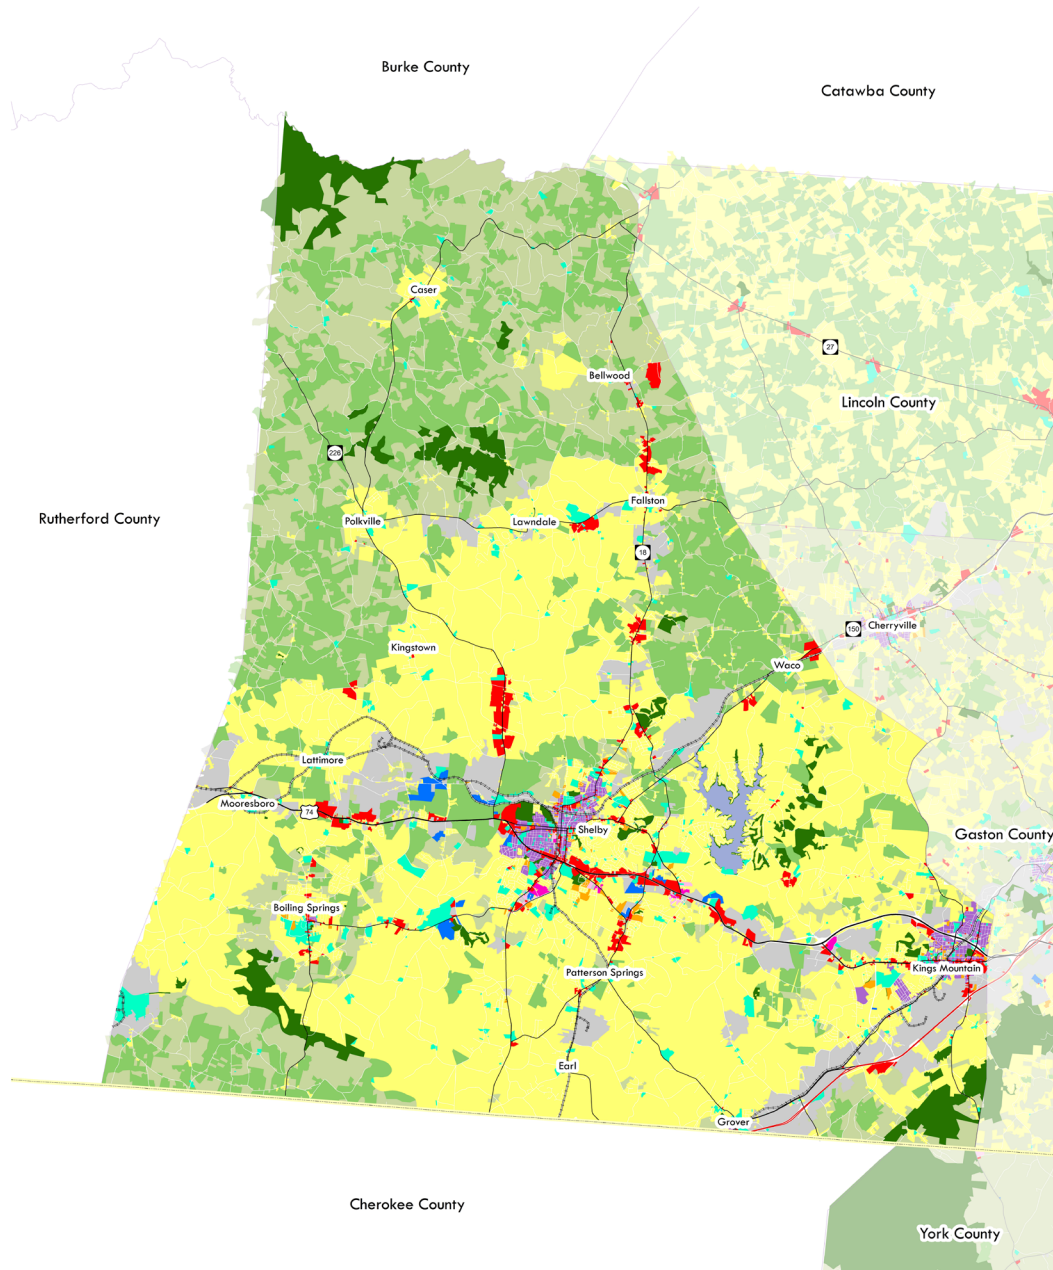 Burke County
Catawba County
Caser
27
Bellwood
Lincoln County
226
Fallston
Rutherford County
Polkville
Lawndale
18
150
Cherryville
Kingstown
Waco
Lattimore
Mooresboro
74
Shelby
Gaston County
Boiling Springs
Kings Mountain
Patterson Springs
Earl
Grover
Cherokee County
York County